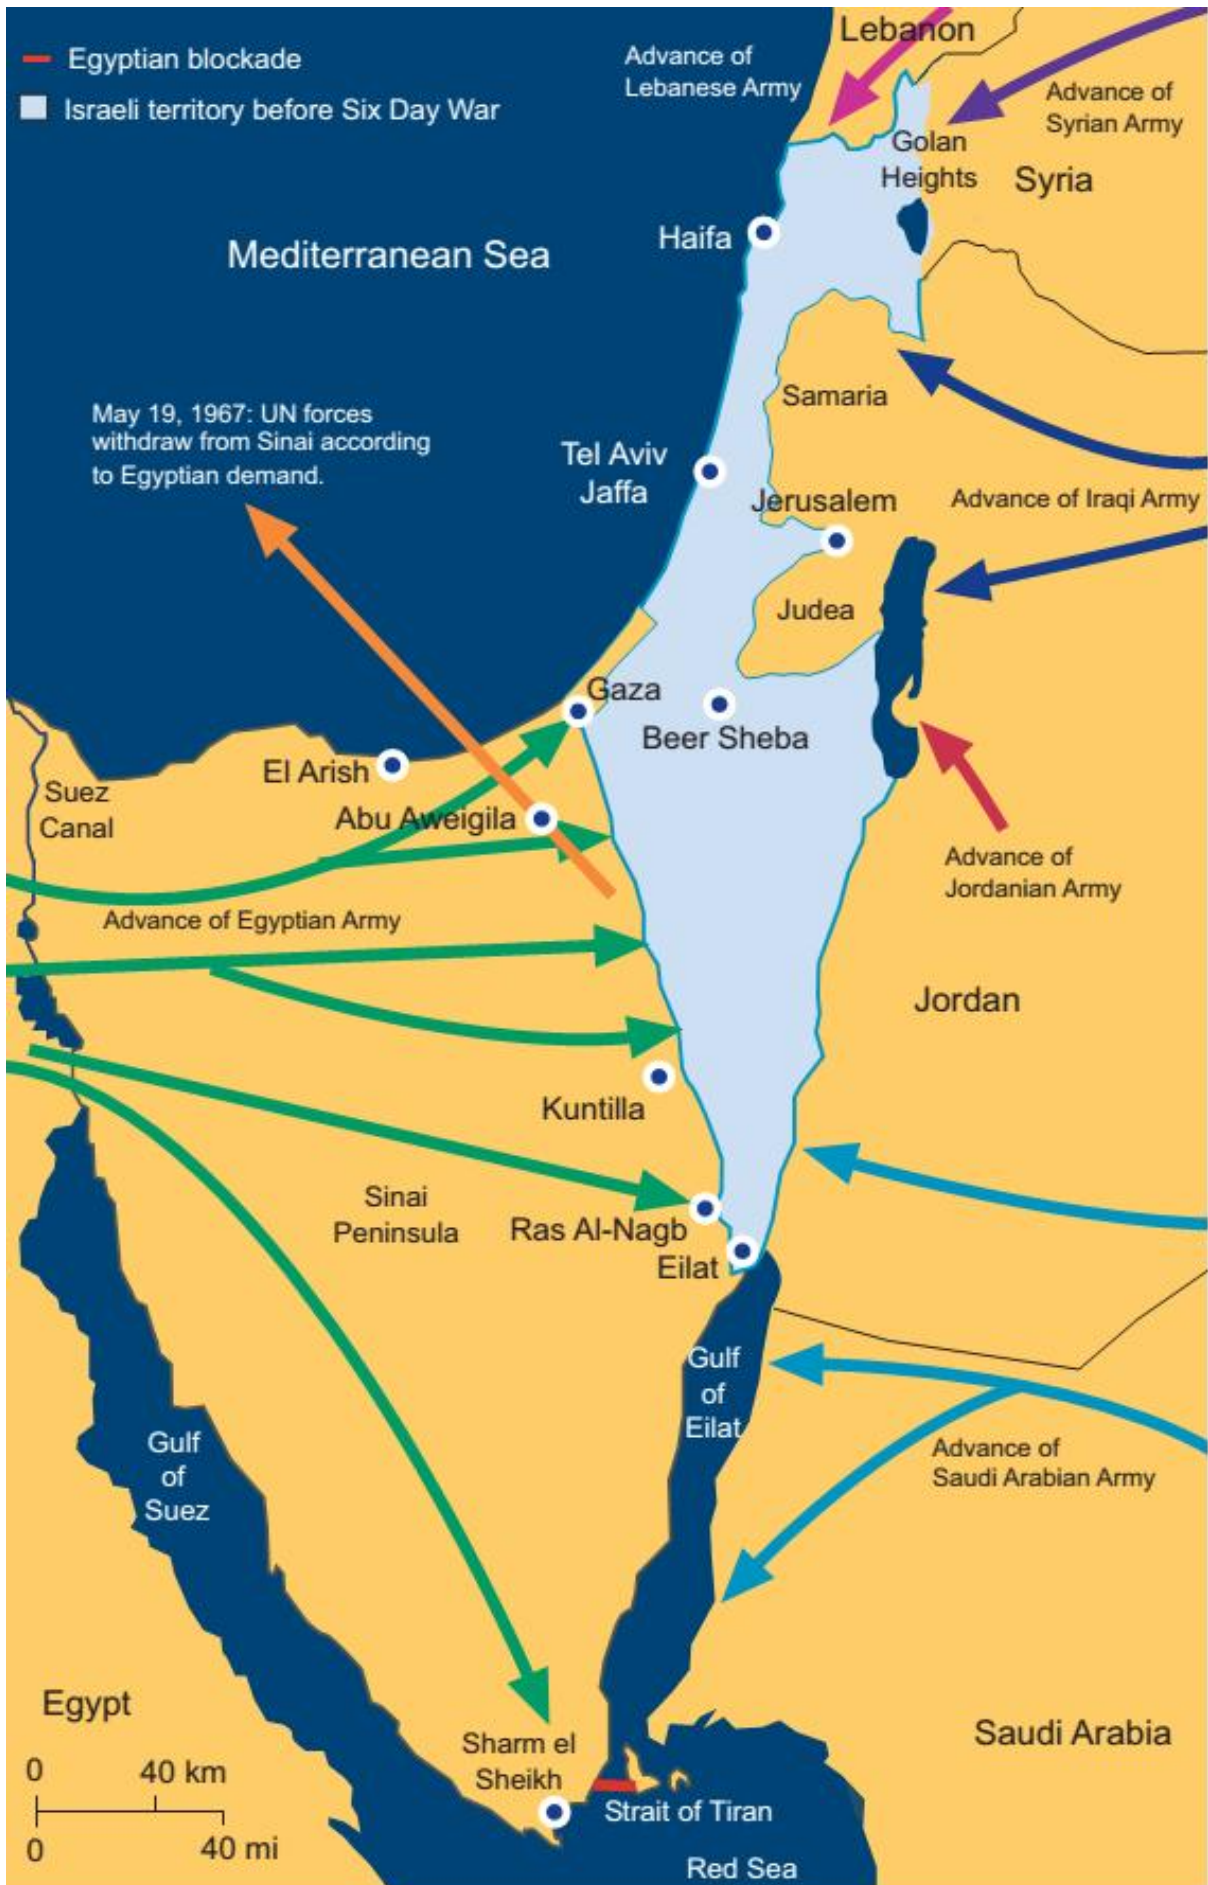 Lebanon
Egyptian blockade
Advance of
Lebanese Army
Israeli territory before Six Day War
Advance of
Syrian Army
Golan
Heights
Syria
Haifa
Mediterranean Sea
Samaria
May 19, 1967: UN forces
withdraw from Sinai according
to Egyptian demand.
Tel Aviv
Jaffa
Jerusalem
Advance of Iraqi Army
Judea
Gaza
Beer Sheba
El Arish
Suez
Canal
Abu Aweigila
Advance of
Jordanian Army
Advance of Egyptian Army
Jordan
Kuntilla
Sinai
Peninsula
Ras Al-Nagb
Eilat
Gulf
of
Eilat
Gulf
of
Suez
Advance of
Saudi Arabian Army
Egypt
Saudi Arabia
Sharm el
Sheikh
0 40 km
Strait of Tiran
0 40 mi
Red Sea